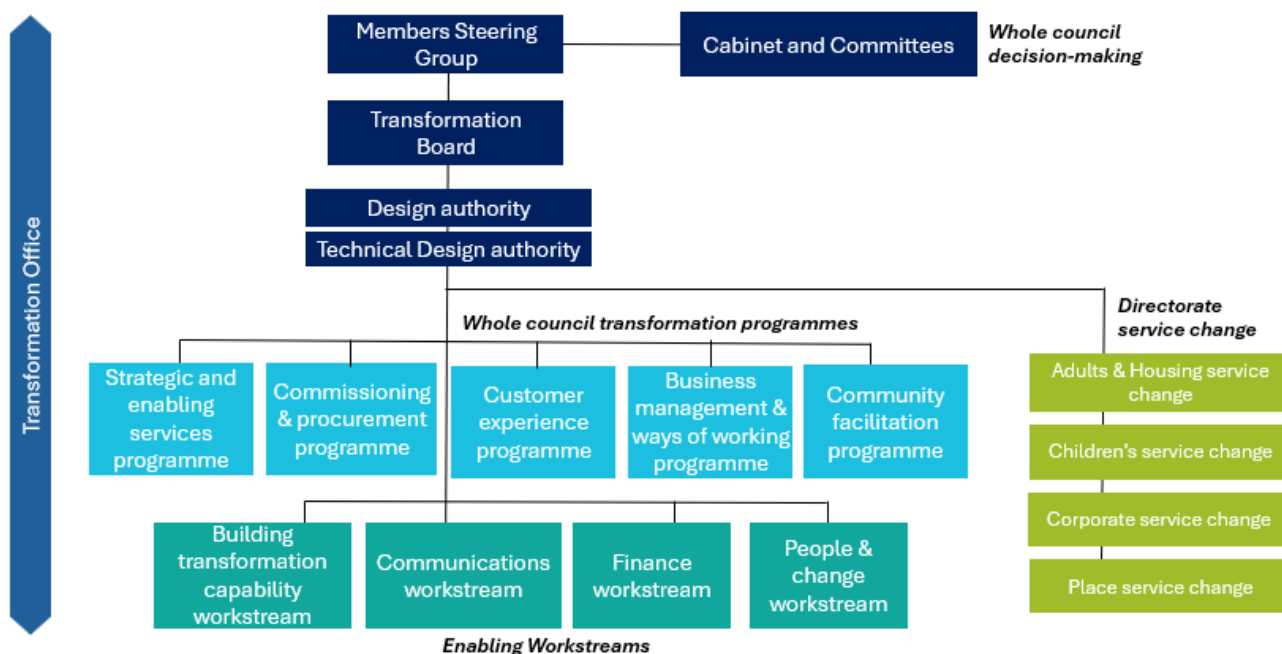 Transformation Office
Members Steering
Group
Cabinet and Committees
Whole council
decision-making
Transformation
Board
Design authority
Technical Design authority
Directorate
service change
Whole council transformation programmes
Strategic and
enabling
services
programme
Commissioning
& procurement
programme
Customer
experience
programme
Business
management &
ways of working
programme
Community
facilitation
programme
Adults & Housing service
change
Children's service change
Corporate service change
Place service change
Building
transformation
capability
workstream
Communications
workstream
Finance
workstream
People &
change
workstream
Enabling Workstreams